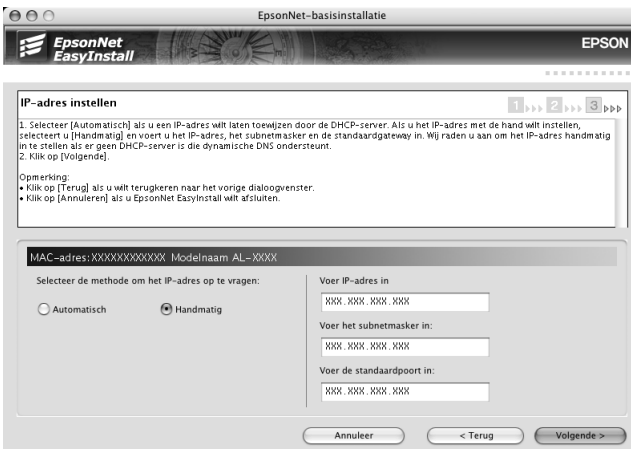 EpsonNet-basisinstallatie
EpsonNet
EasyInstall
EPSON
IP-adres instellen
1 2 3
1. Selecteer [Automatisch] als u een IP-adres wilt laten toewijzen door de DHCP-server. Als u het IP-adres met de hand wilt instellen,
selecteert u [Handmatig] en voert u het IP-adres, het subnetmasker en de standaardgateway in. Wij raden u aan om het IP-adres handmatig
in te stellen als er geen DHCP-server is die dynamische DNS ondersteunt.
2. Klik op [Volgende].
Opmerking:
• Klik op [Terug] als u wilt terugkeren naar het vorige dialoogvenster.
• Klik op [Annuleren] als u EpsonNet EasyInstall wilt afsluiten.
MAC-adres:XXXXXXXXXXXX Modelnaam AL-XXXX
Selecteer de methode om het IP-adres op te vragen:
Automatisch
Handmatig
Voer IP-adres in
XXX.XXX.XXX.XXX
Voer het subnetmasker in:
XXX.XXX.XXX.XXX
Voer de standaardpoort in:
XXX.XXX.XXX.XXX
Annuleer
< Terug
Volgende >